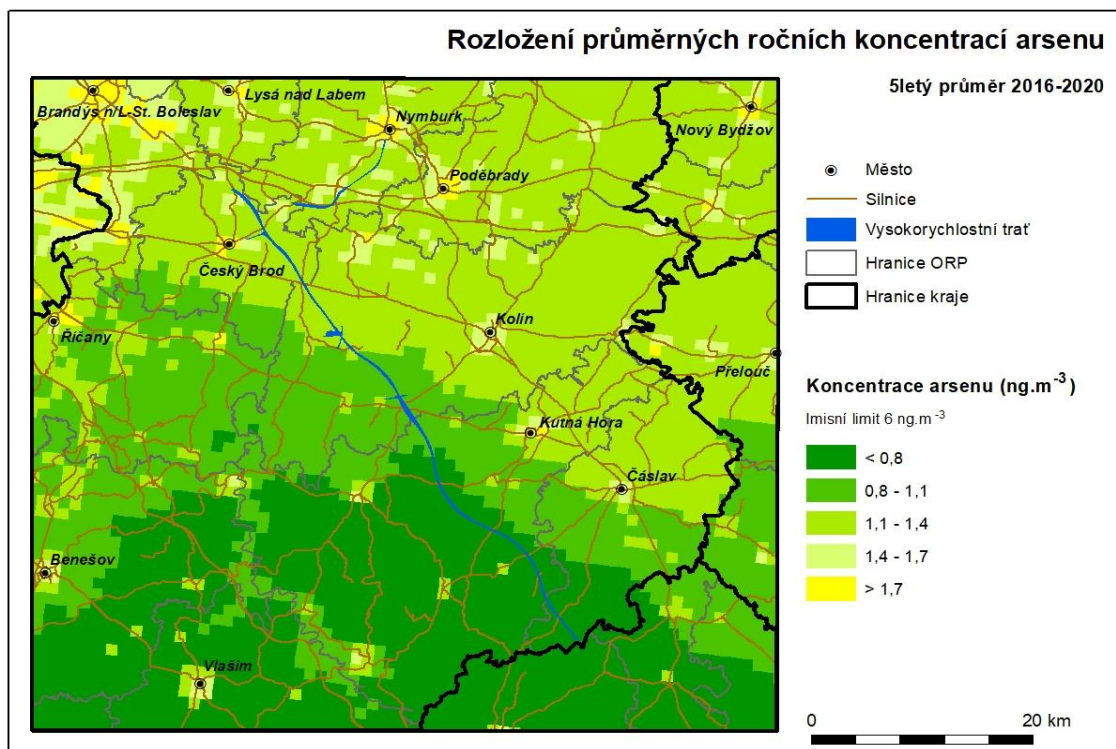 Rozložení průměrných ročních koncentrací arsenu
5letý průměr 2016-2020
Brandýs n/L-St. Boleslav
Lysá nad Labem
Nymburk
Nový Bydžov
Poděbrady
Český Brod
Říčany
Kolín
Přelouč
Kutná Hora
Čáslav
Benešov
Vlašim
Město
Silnice
Vysokorychlostní trať
Hranice ORP
Hranice kraje
Koncentrace arsenu (ng.m⁻³)
Imisní limit 6 ng.m⁻³
< 0,8
0,8 - 1,1
1,1 - 1,4
1,4 - 1,7
> 1,7
0 20 km